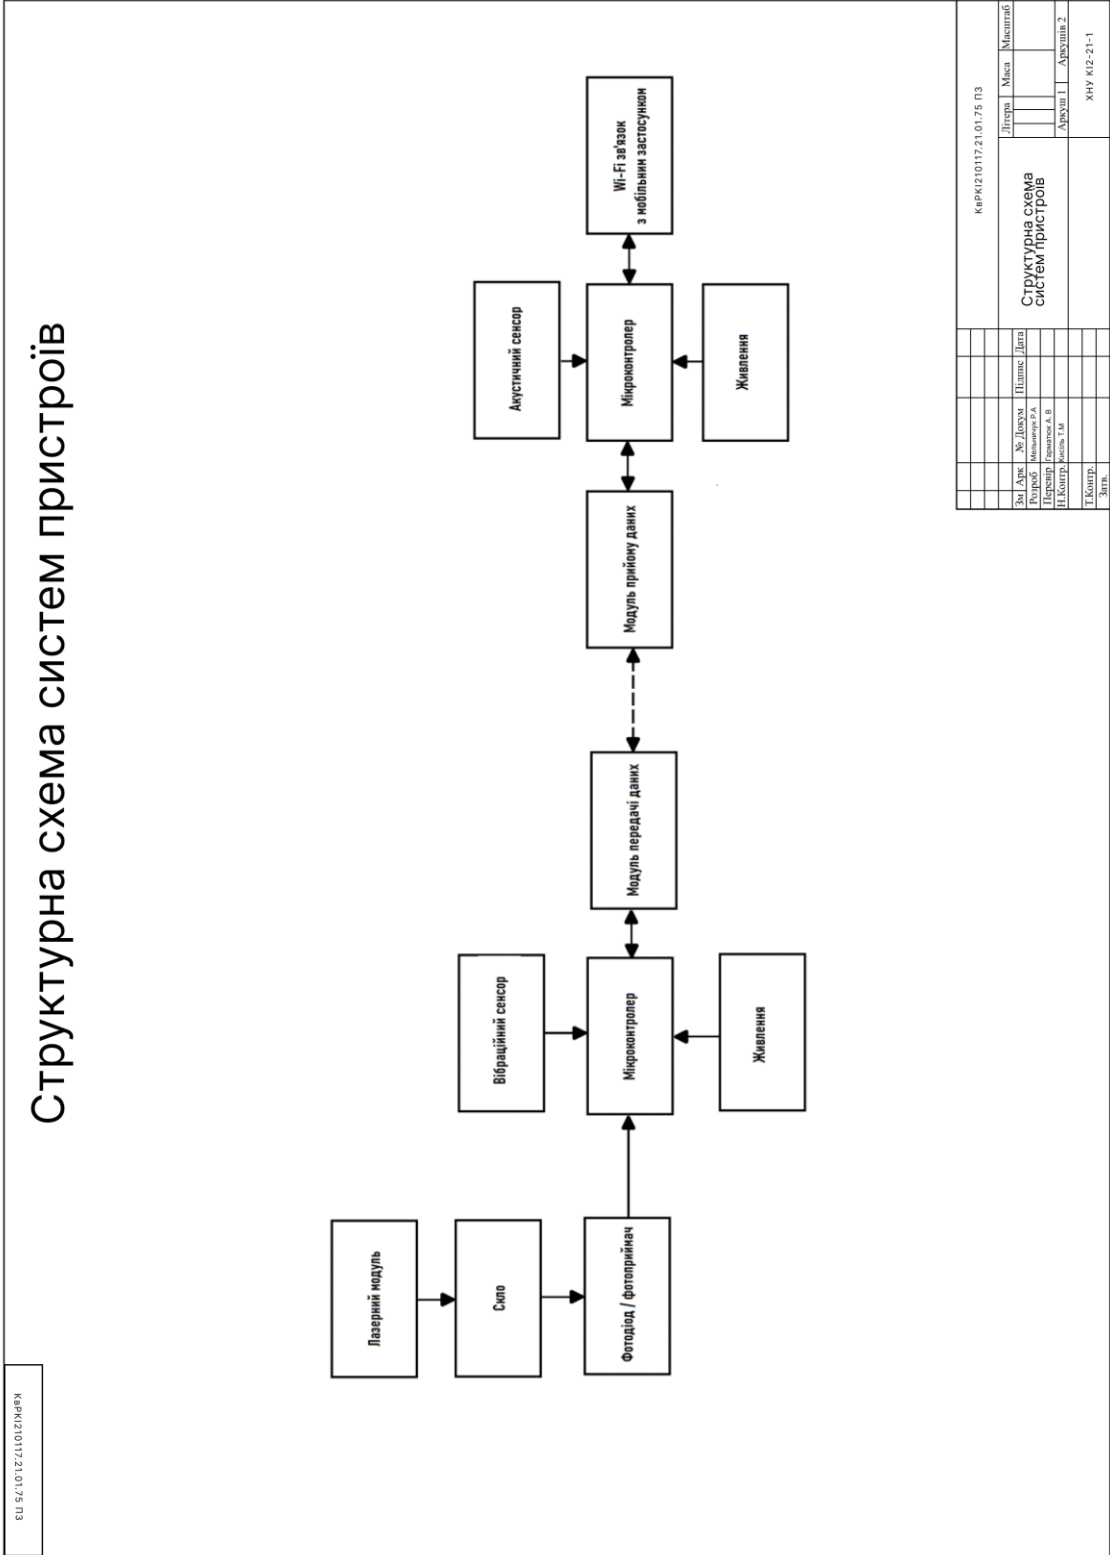 КвРКІ210117.21.01.75 ПЗ
Структурна схема систем пристроїв
Лазерний модуль
Скло
Фотодіод / фотоприймач
Вібраційний сенсор
Мікроконтролер
Живлення
Модуль передачі даних
Модуль прийому даних
Акустичний сенсор
Мікроконтролер
Живлення
Wi-Fi зв'язок
з мобільним застосунком
КвРКІ210117.21.01.75 ПЗ
Зм. Арк № Докум Підпис Дата
Розроб Мельничук Р.А
Перевір Гарматюк А. В
Н.Контр. Кисіль Т.М
Т.Контр.
Затв.
Структурна схема
систем пристроїв
Літера Маса Масштаб
Аркуш 1 Аркушів 2
ХНУ КІ2-21-1